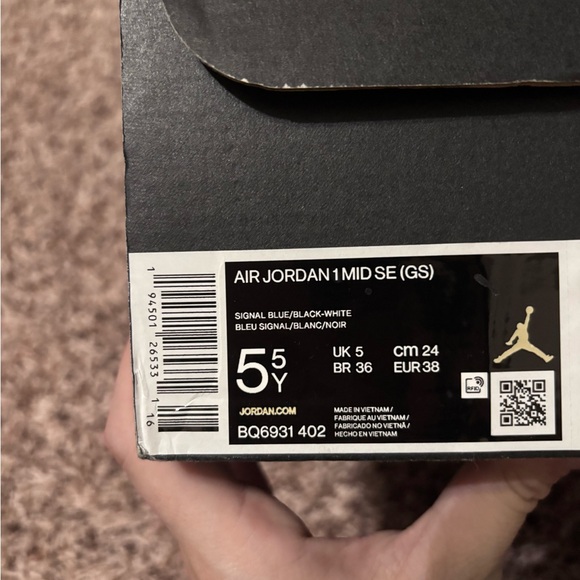 AIR JORDAN 1 MID SE (GS)
SIGNAL BLUE/BLACK-WHITE
BLEU SIGNAL/BLANC/NOIR
5 5Y
UK 5 cm 24
BR 36 EUR 38
RFID
JORDAN.COM
BQ6931 402
MADE IN VIETNAM/
FABRIQUE AU VIETNAM/
FABRICADO NO VIETNÃ/
HECHO EN VIETNAM
1 94501 26533 1 16